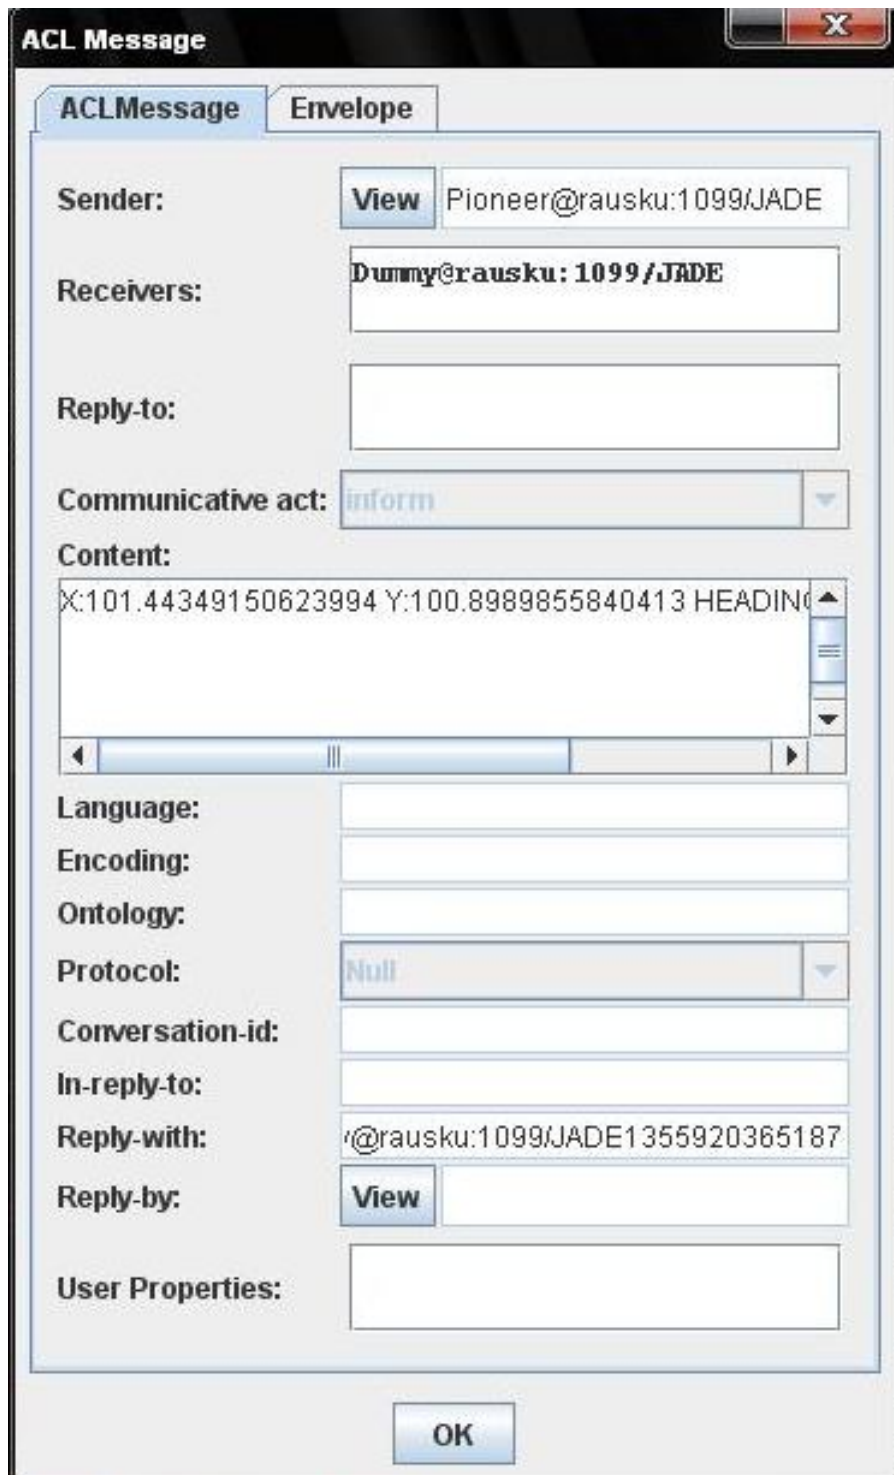 ACL Message
ACLMessage Envelope
Sender: View Pioneer@rausku:1099/JADE
Receivers: Dummy@rausku:1099/JADE
Reply-to:
Communicative act: inform
Content:
X:101.44349150623994 Y:100.8989855840413 HEADING
Language:
Encoding:
Ontology:
Protocol: Null
Conversation-id:
In-reply-to:
Reply-with: @rausku:1099/JADE1355920365187
Reply-by: View
User Properties:
OK